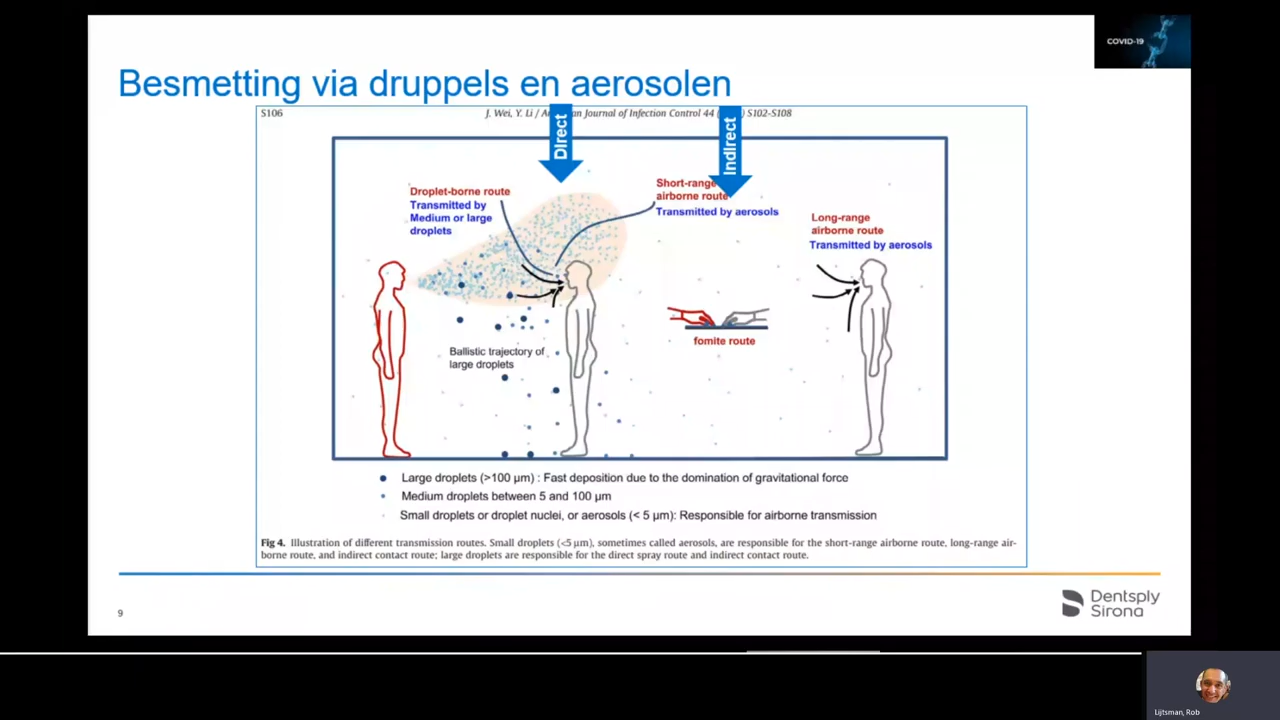 COVID-19
Besmetting via druppels en aerosolen
S106
J. Wei, Y. Li / A
an Journal of Infection Control 44
) S102–S108
Direct
Indirect
Droplet-borne route
Transmitted by
Medium or large
droplets
Short-range
airborne route
Transmitted by aerosols
Long-range
airborne route
Transmitted by aerosols
fomite route
Ballistic trajectory of
large droplets
Large droplets (>100 µm) : Fast deposition due to the domination of gravitational force
Medium droplets between 5 and 100 µm
Small droplets or droplet nuclei, or aerosols (< 5 µm): Responsible for airborne transmission
Fig 4. Illustration of different transmission routes. Small droplets (<5 µm), sometimes called aerosols, are responsible for the short-range airborne route, long-range air-
borne route, and indirect contact route; large droplets are responsible for the direct spray route and indirect contact route.
9
Dentsply
Sirona
Lijtsman, Rob